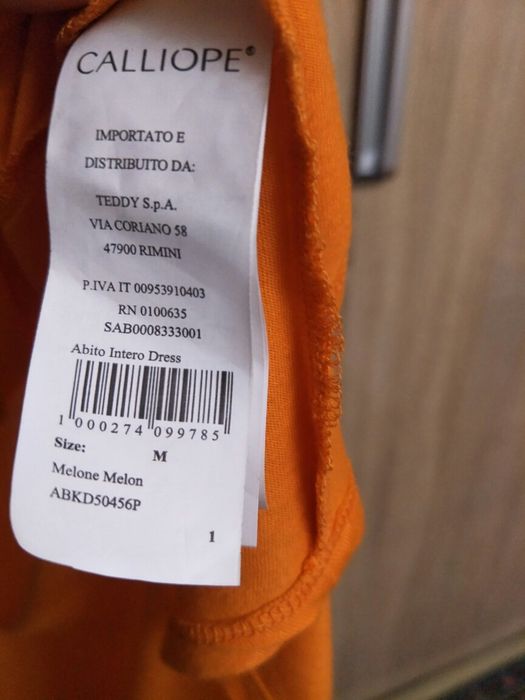 CALLIOPE®
IMPORTATO E
DISTRIBUITO DA:
TEDDY S.p.A.
VIA CORIANO 58
47900 RIMINI
P.IVA IT 00953910403
RN 0100635
SAB0008333001
Abito Intero Dress
1 000274 099785
Size: M
Melone Melon
ABKD50456P
1